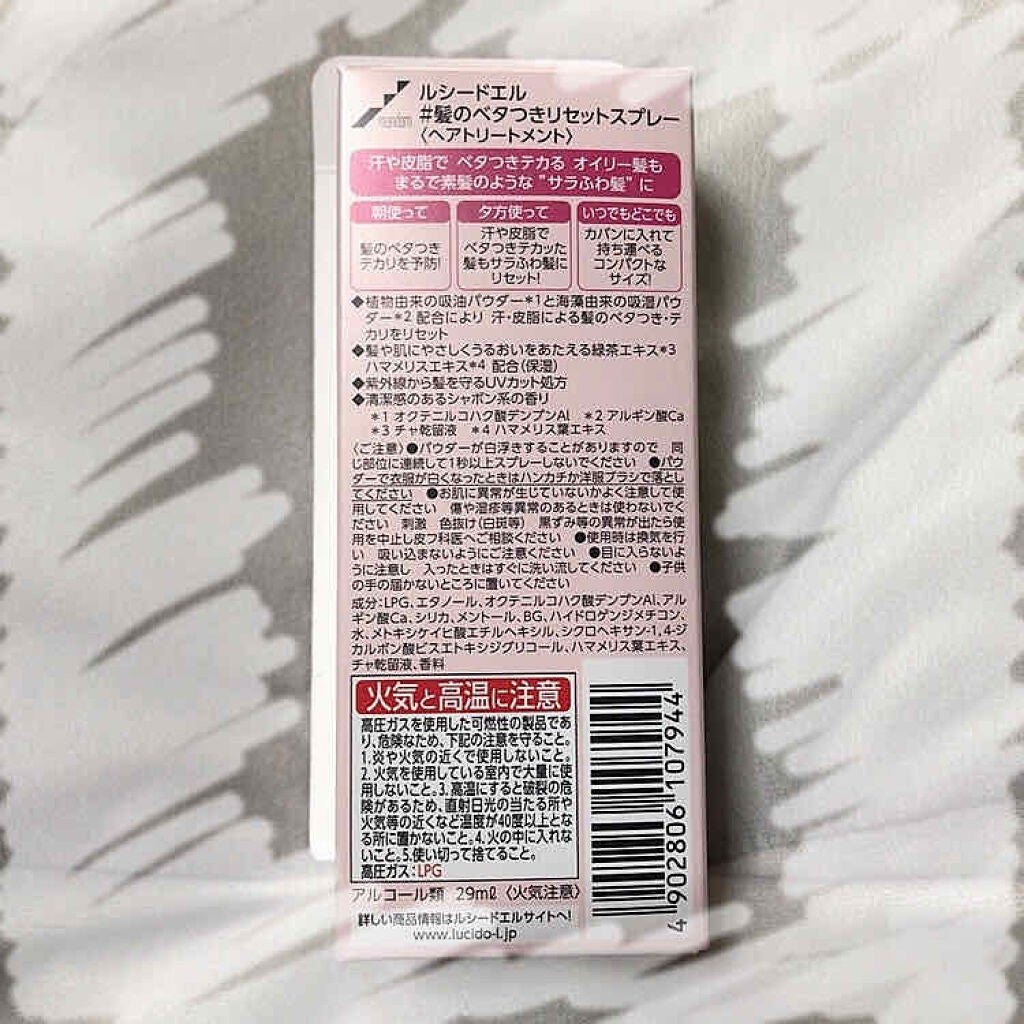 mandom
ルシードエル
#髪のベタつきリセットスプレー
〈ヘアトリートメント〉
汗や皮脂で ベタつきテカる オイリー髪も
まるで素髪のような "サラふわ髪" に
朝使って
髪のベタつき
テカリを予防!
夕方使って
汗や皮脂で
ベタつきテカッた
髪もサラふわ髪に
リセット!
いつでもどこでも
カバンに入れて
持ち運べる
コンパクトな
サイズ!
◆植物由来の吸油パウダー*1と海藻由来の吸湿パウ
ダー*2 配合により 汗・皮脂による髪のベタつき・テ
カリをリセット
◆髪や肌にやさしくうるおいをあたえる緑茶エキス*3
ハマメリスエキス*4 配合(保湿)
◆紫外線から髪を守るUVカット処方
◆清潔感のあるシャボン系の香り
*1 オクテニルコハク酸デンプンAl *2 アルギン酸Ca
*3 チャ乾留液 *4 ハマメリス葉エキス
〈ご注意〉●パウダーが白浮きすることがありますので 同
じ部位に連続して1秒以上スプレーしないでください ●パウ
ダーで衣服が白くなったときはハンカチか洋服ブラシで落とし
てください ●お肌に異常が生じていないかよく注意して使
用してください 傷や湿疹等異常のあるときは使わないでく
ださい 刺激 色抜け(白斑等) 黒ずみ等の異常が出たら使
用を中止し皮フ科医へご相談ください ●使用時は換気を行
い 吸い込まないようにご注意ください ●目に入らないよ
うに注意し 入ったときはすぐに洗い流してください ●子供
の手の届かないところに置いてください
成分:LPG、エタノール、オクテニルコハク酸デンプンAl、アル
ギン酸Ca、シリカ、メントール、BG、ハイドロゲンジメチコン、
水、メトキシケイヒ酸エチルヘキシル、シクロヘキサン-1,4-ジ
カルボン酸ビスエトキシジグリコール、ハマメリス葉エキス、
チャ乾留液、香料
火気と高温に注意
高圧ガスを使用した可燃性の製品であ
り、危険なため、下記の注意を守ること。
1.炎や火気の近くで使用しないこと。
2.火気を使用している室内で大量に使
用しないこと。3.高温にすると破裂の危
険があるため、直射日光の当たる所や
火気等の近くなど温度が40度以上とな
る所に置かないこと。4.火の中に入れな
いこと。5.使い切って捨てること。
高圧ガス:LPG
アルコール類 29mℓ〈火気注意〉
詳しい商品情報はルシードエルサイトへ!
www.lucido-l.jp
4 902806 107944